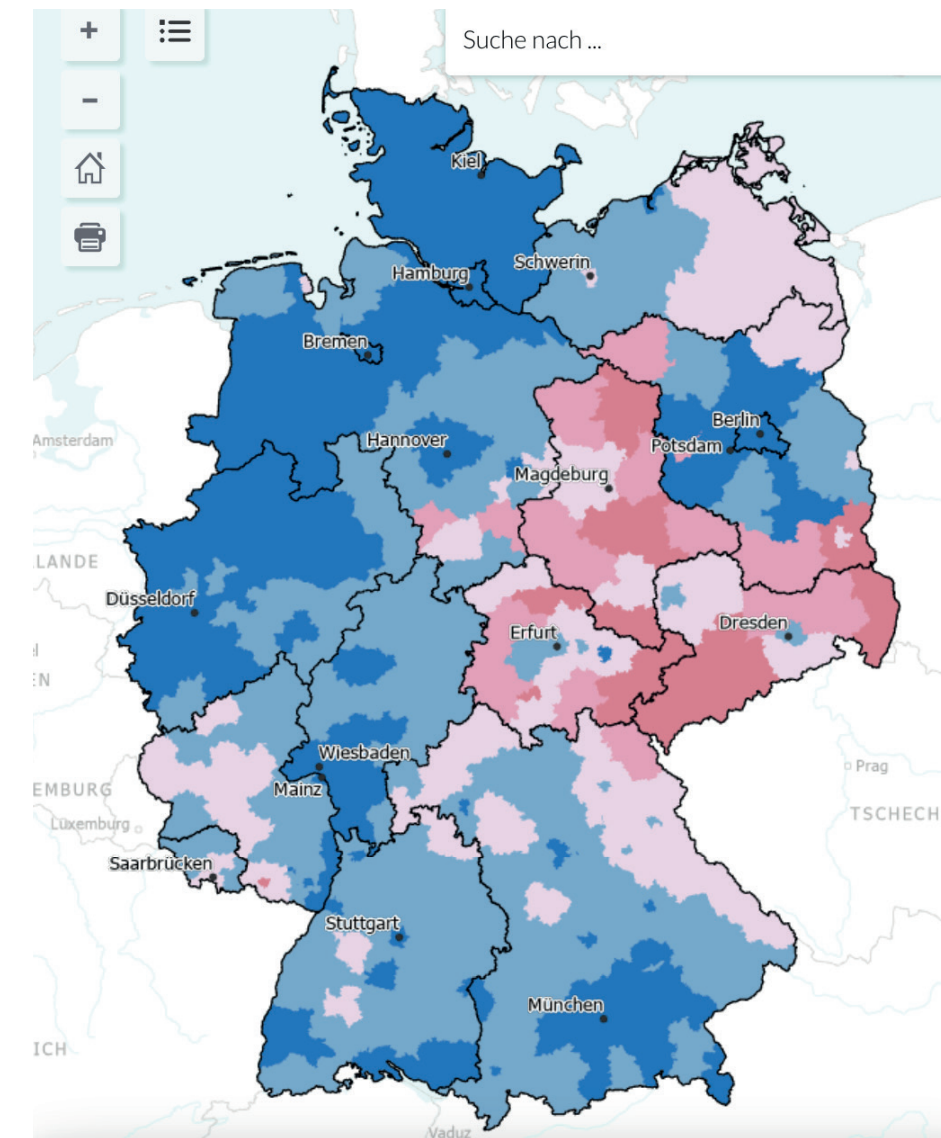 +
Suche nach ...
-
Kiel
Hamburg
Schwerin
Bremen
Amsterdam
Hannover
Berlin
Potsdam
Magdeburg
LANDE
Düsseldorf
Erfurt
Dresden
EN
Wiesbaden
Mainz
Prag
EMBURG
Luxemburg
TSCHECH
Saarbrücken
Stuttgart
München
ICH
Vaduz